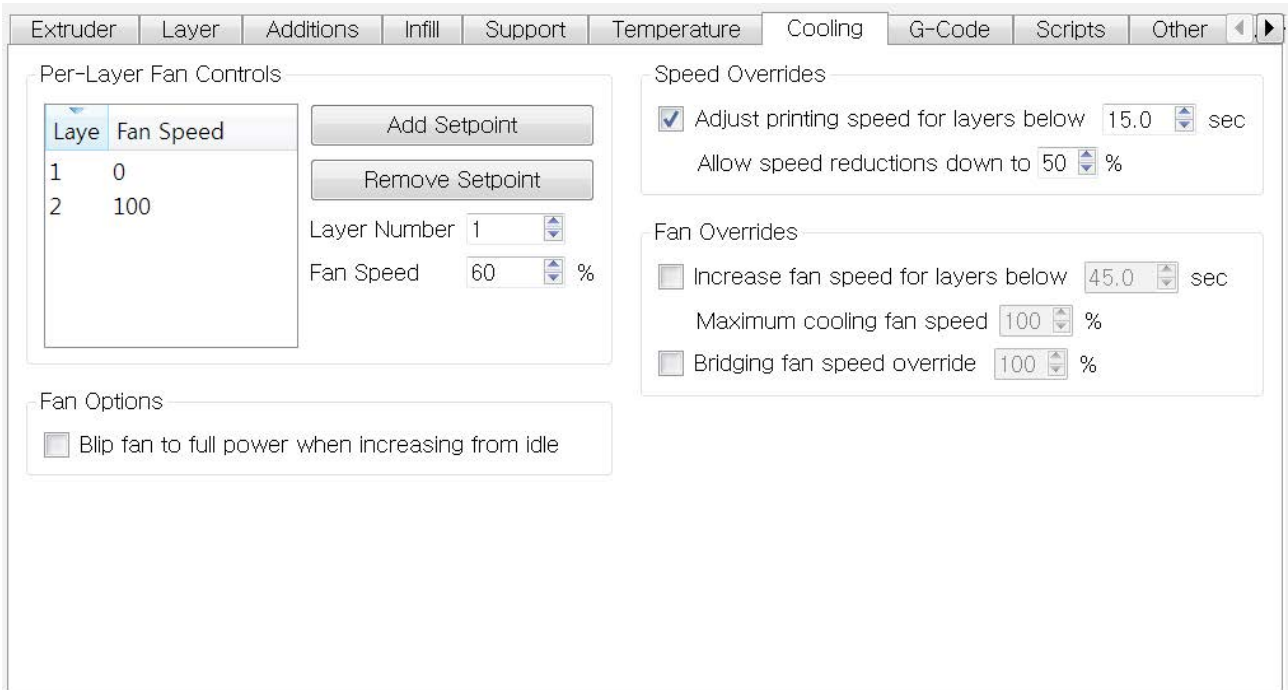 Extruder Layer Additions Infill Support Temperature Cooling G-Code Scripts Other
Per-Layer Fan Controls
Laye Fan Speed
1 0
2 100
Add Setpoint
Remove Setpoint
Layer Number 1
Fan Speed 60 %
Fan Options
Blip fan to full power when increasing from idle
Speed Overrides
Adjust printing speed for layers below 15.0 sec
Allow speed reductions down to 50 %
Fan Overrides
Increase fan speed for layers below 45.0 sec
Maximum cooling fan speed 100 %
Bridging fan speed override 100 %